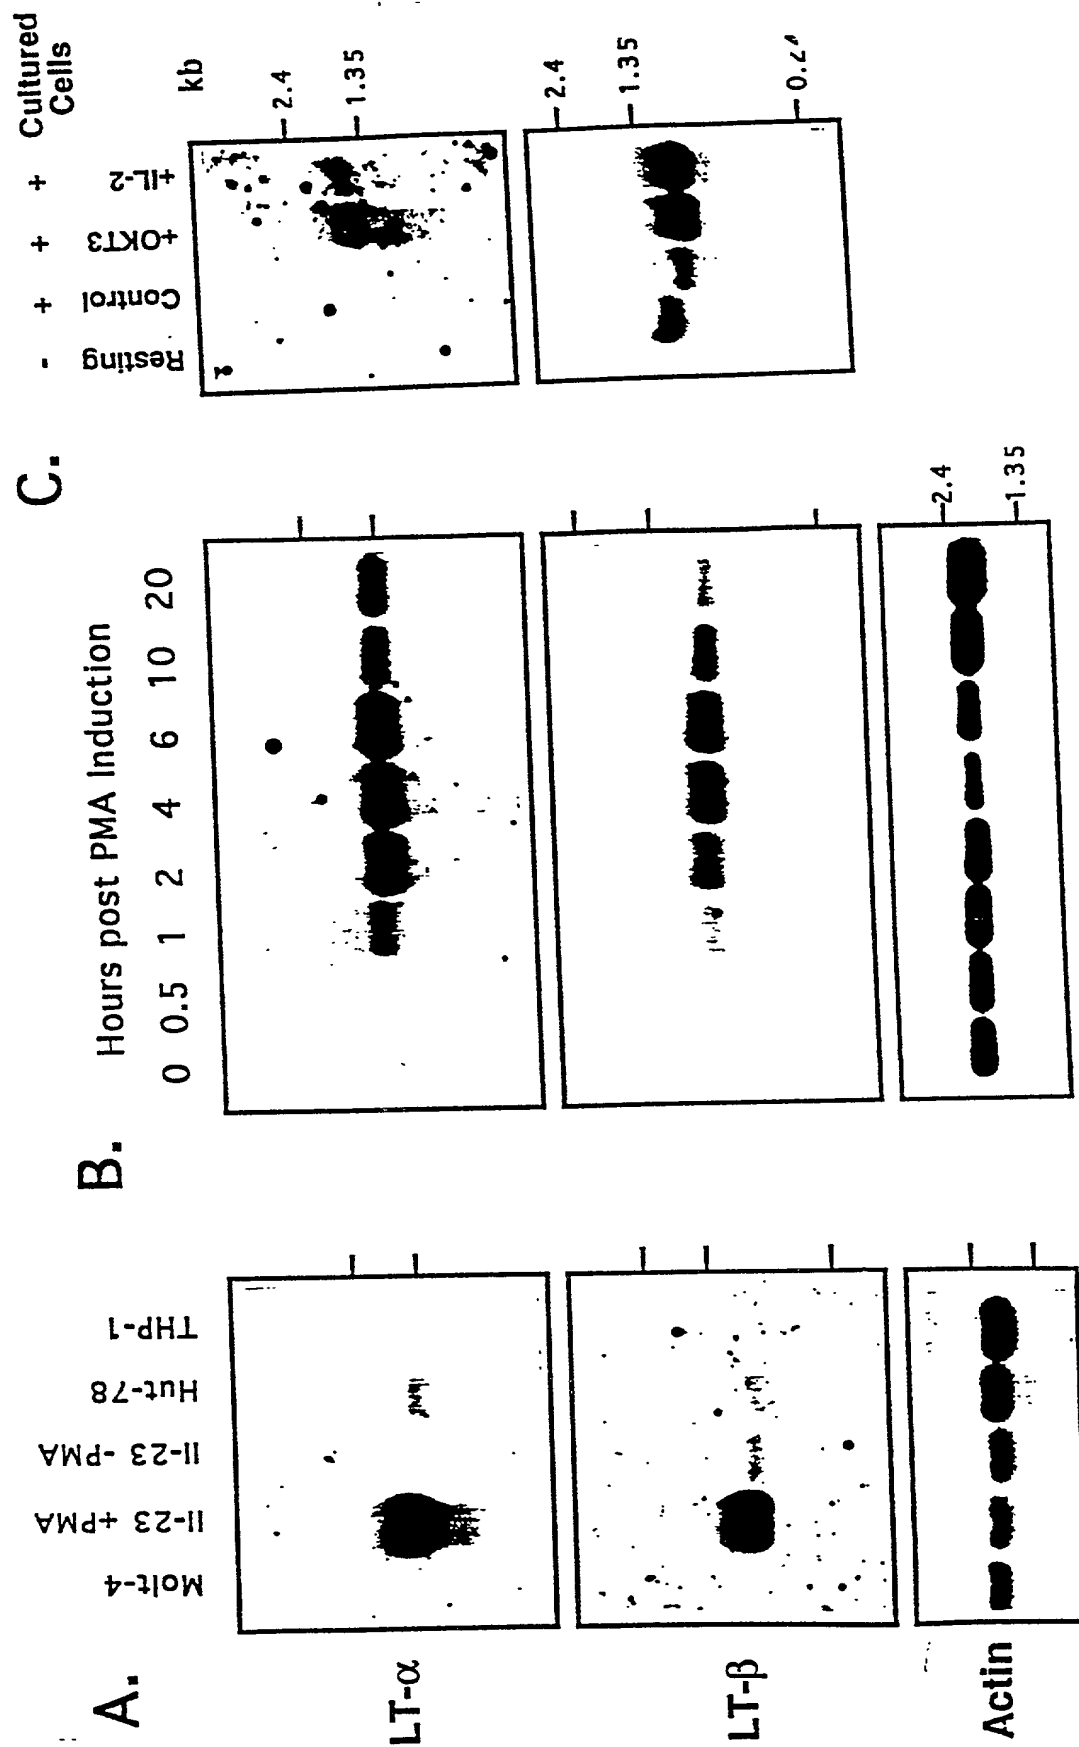 A.
Molt-4
II-23 +PMA
II-23 -PMA
Hut-78
THP-1
LT-α
LT-β
Actin
B.
Hours post PMA Induction
0 0.5 1 2 4 6 10 20
2.4
1.35
C.
Resting
Control
+OKT3
+IL-2
- + + + Cultured
Cells
kb
2.4
1.35
2.4
1.35